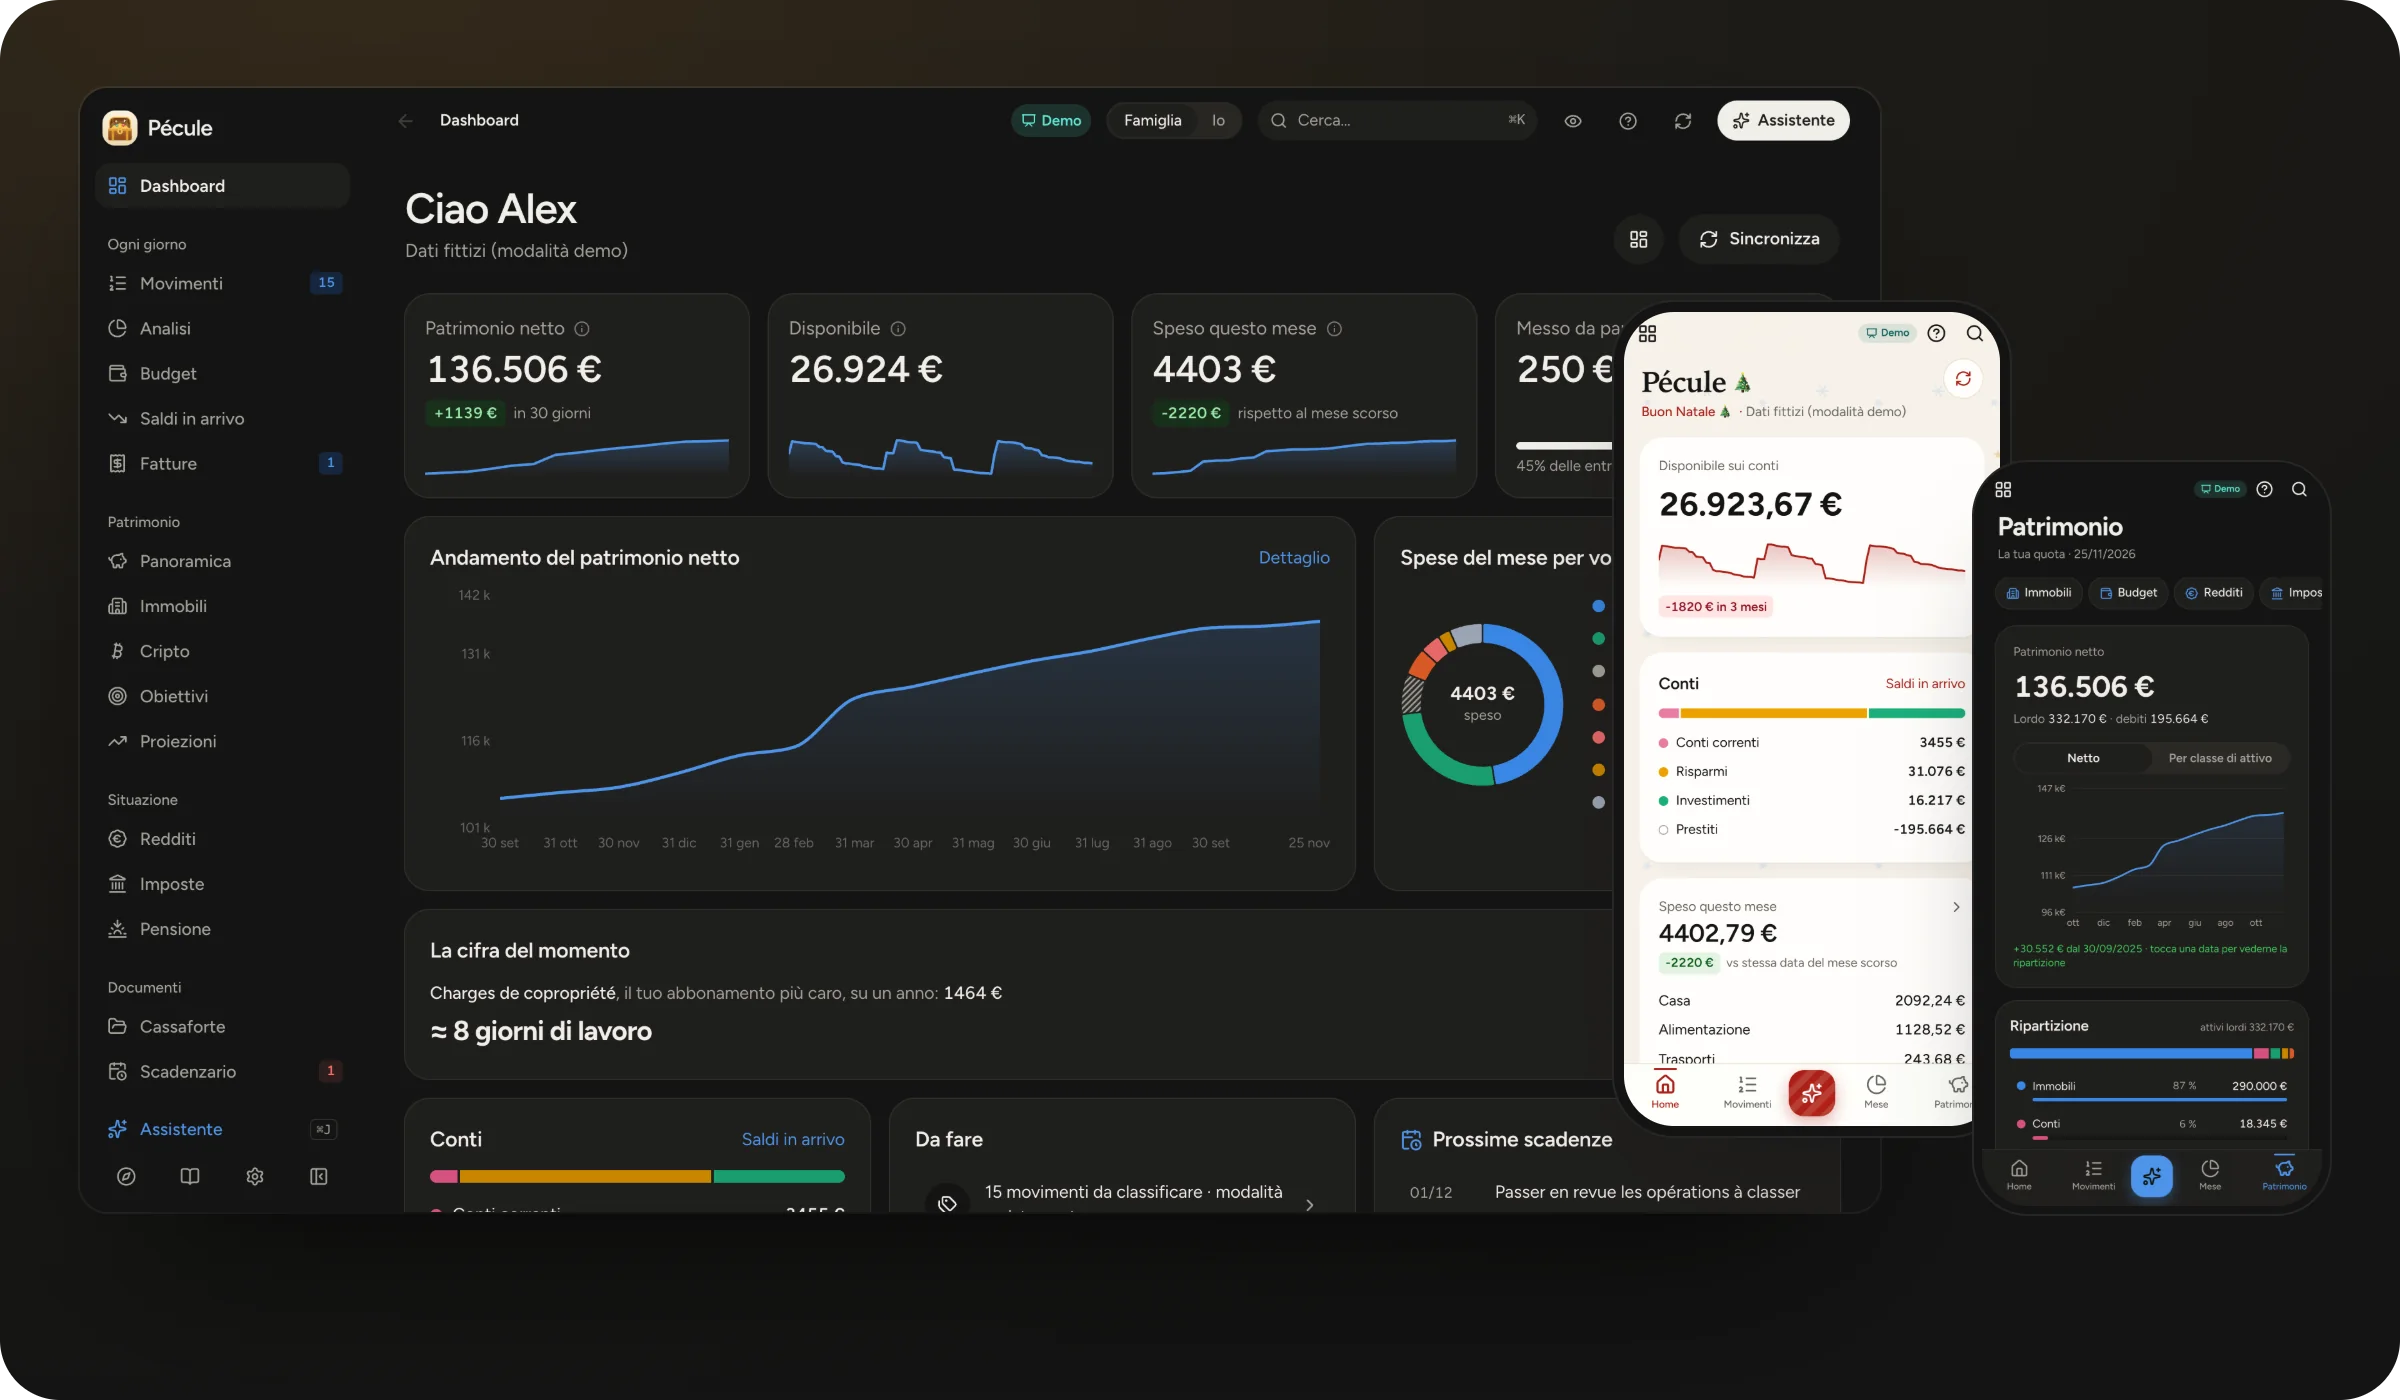 Pécule
Dashboard
Ogni giorno
Movimenti 15
Analisi
Budget
Saldi in arrivo
Fatture 1
Patrimonio
Panoramica
Immobili
Cripto
Obiettivi
Proiezioni
Situazione
Redditi
Imposte
Pensione
Documenti
Cassaforte
Scadenzario 1
Assistente ⌘J
Dashboard
Demo
Famiglia Io
Cerca... ⌘K
Assistente
Ciao Alex
Dati fittizi (modalità demo)
Sincronizza
Patrimonio netto
136.506 €
+1139 € in 30 giorni
Disponibile
26.924 €
Speso questo mese
4403 €
-2220 € rispetto al mese scorso
Messo da
250 €
45% delle
Andamento del patrimonio netto
Dettaglio
142 k
131 k
116 k
101 k
30 set 31 ott 30 nov 31 dic 31 gen 28 feb 31 mar 30 apr 31 mag 30 giu 31 lug 31 ago 30 set 25 nov
Spese del mese per
4403 €
speso
La cifra del momento
Charges de copropriété, il tuo abbonamento più caro, su un anno: 1464 €
≈ 8 giorni di lavoro
Conti
Saldi in arrivo
Da fare
15 movimenti da classificare · modalità
Prossime scadenze
01/12 Passer en revue les opérations à classer
Demo
Pécule
Buon Natale · Dati fittizi (modalità demo)
Disponibile sui conti
26.923,67 €
-1820 € in 3 mesi
Conti
Saldi in arrivo
Conti correnti 3455 €
Risparmi 31.076 €
Investimenti 16.217 €
Prestiti -195.664 €
Speso questo mese
4402,79 €
-2220 € vs stessa data del mese scorso
Casa 2092,24 €
Alimentazione 1128,52 €
Trasporti 243,68 €
Home Movimenti Mese
Demo
Patrimonio
La tua quota · 25/11/2026
Immobili Budget Redditi
Patrimonio netto
136.506 €
Lordo 332.170 € · debiti 195.664 €
Netto Per classe di attivo
147 k€
126 k€
111 k€
96 k€
ott dic feb apr giu ago ott
+30.552 € dal 30/09/2025 · tocca una data per vederne la
ripartizione
Ripartizione
attivi lordi 332.170 €
Immobili 87 % 290.000 €
Conti 6 % 18.345 €
Home Movimenti Mese Patrimonio